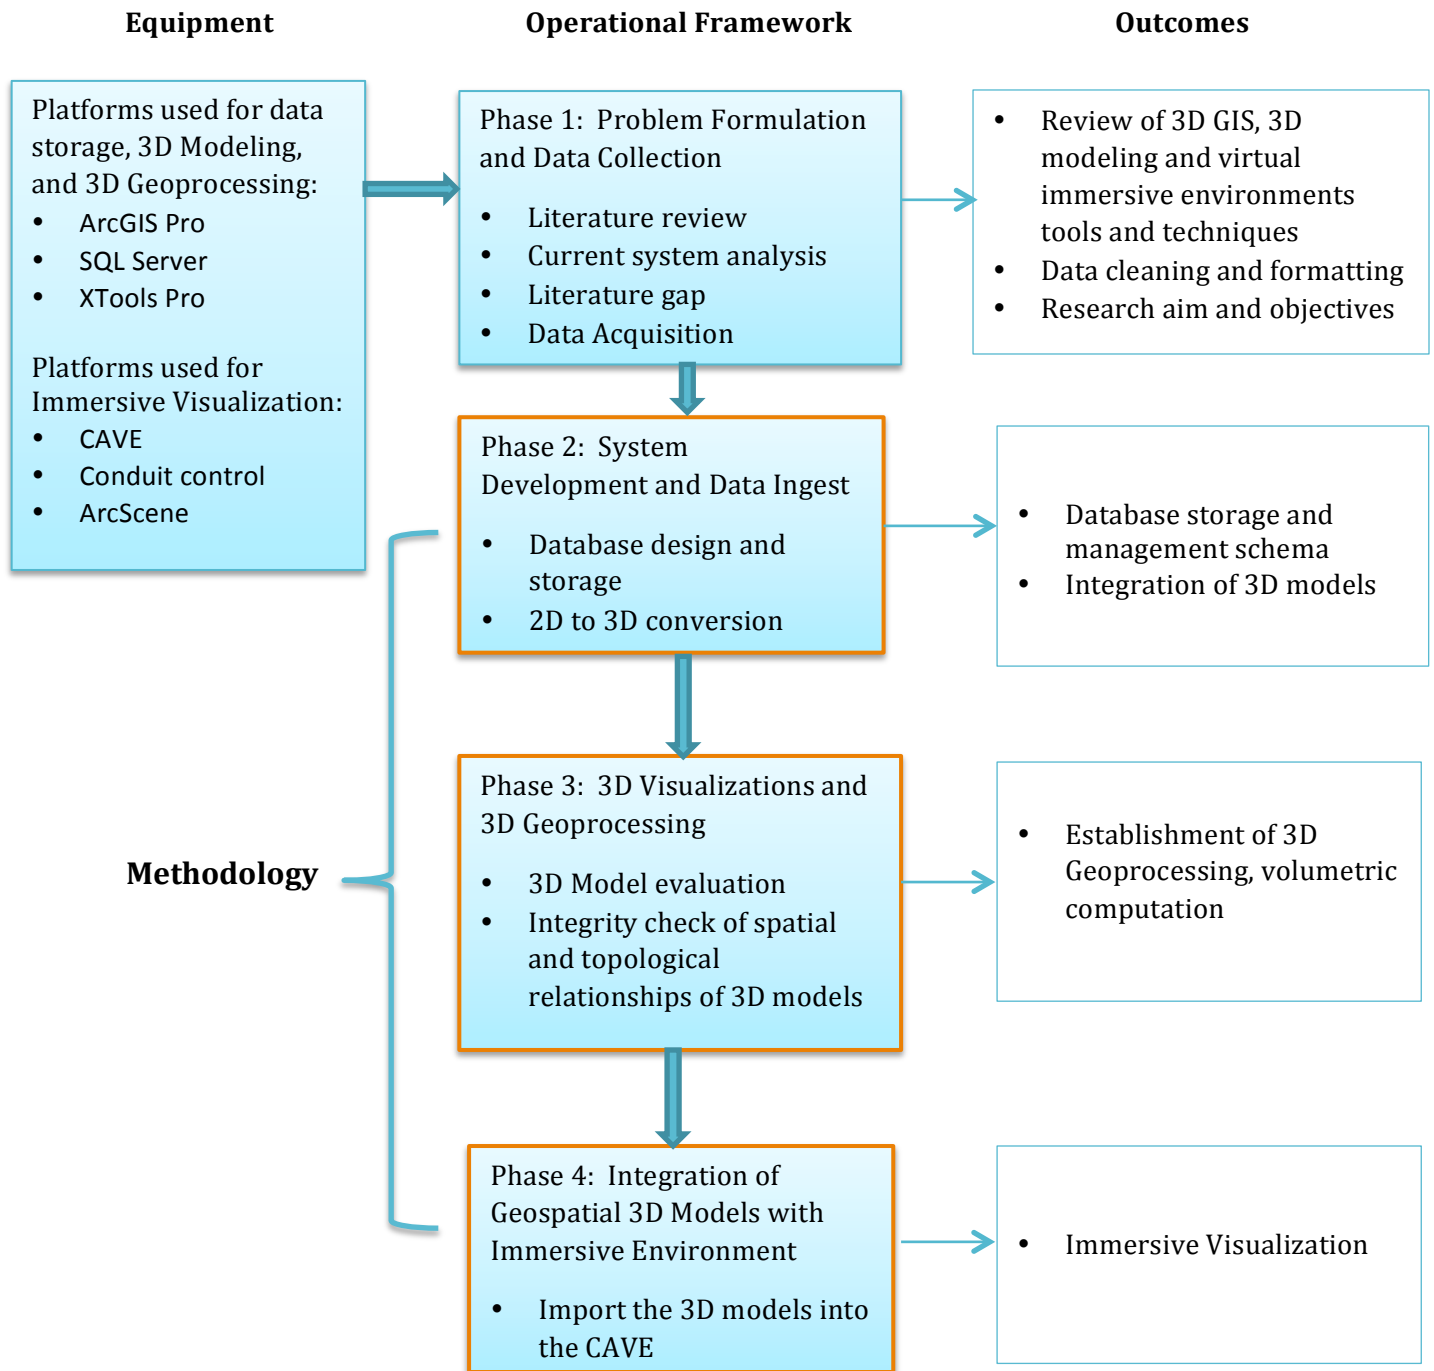 Equipment
Operational Framework
Outcomes
Platforms used for data
storage, 3D Modeling,
and 3D Geoprocessing:
• ArcGIS Pro
• SQL Server
• XTools Pro
Platforms used for
Immersive Visualization:
• CAVE
• Conduit control
• ArcScene
Phase 1: Problem Formulation
and Data Collection
• Literature review
• Current system analysis
• Literature gap
• Data Acquisition
• Review of 3D GIS, 3D
modeling and virtual
immersive environments
tools and techniques
• Data cleaning and formatting
• Research aim and objectives
Phase 2: System
Development and Data Ingest
• Database design and
storage
• 2D to 3D conversion
• Database storage and
management schema
• Integration of 3D models
Methodology
Phase 3: 3D Visualizations and
3D Geoprocessing
• 3D Model evaluation
• Integrity check of spatial
and topological
relationships of 3D models
• Establishment of 3D
Geoprocessing, volumetric
computation
Phase 4: Integration of
Geospatial 3D Models with
Immersive Environment
• Import the 3D models into
the CAVE
• Immersive Visualization